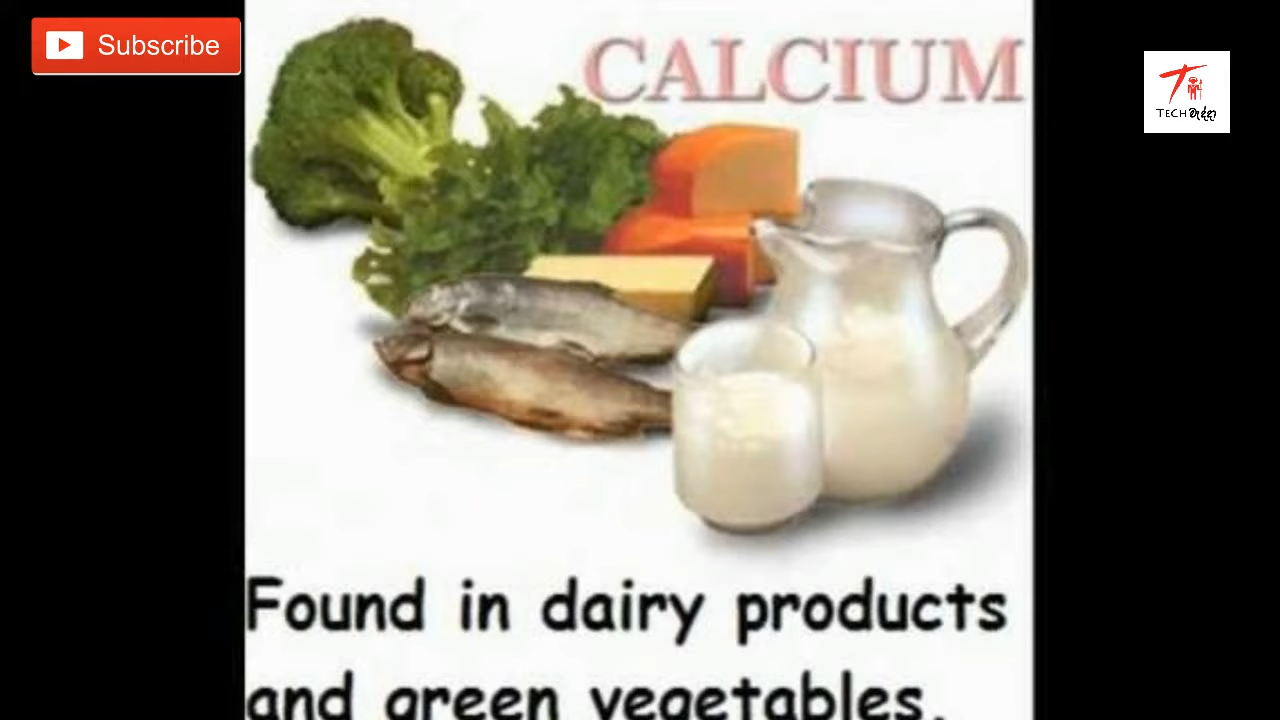 Subscribe
CALCIUM
TECH
Found in dairy products
and green vegetables.